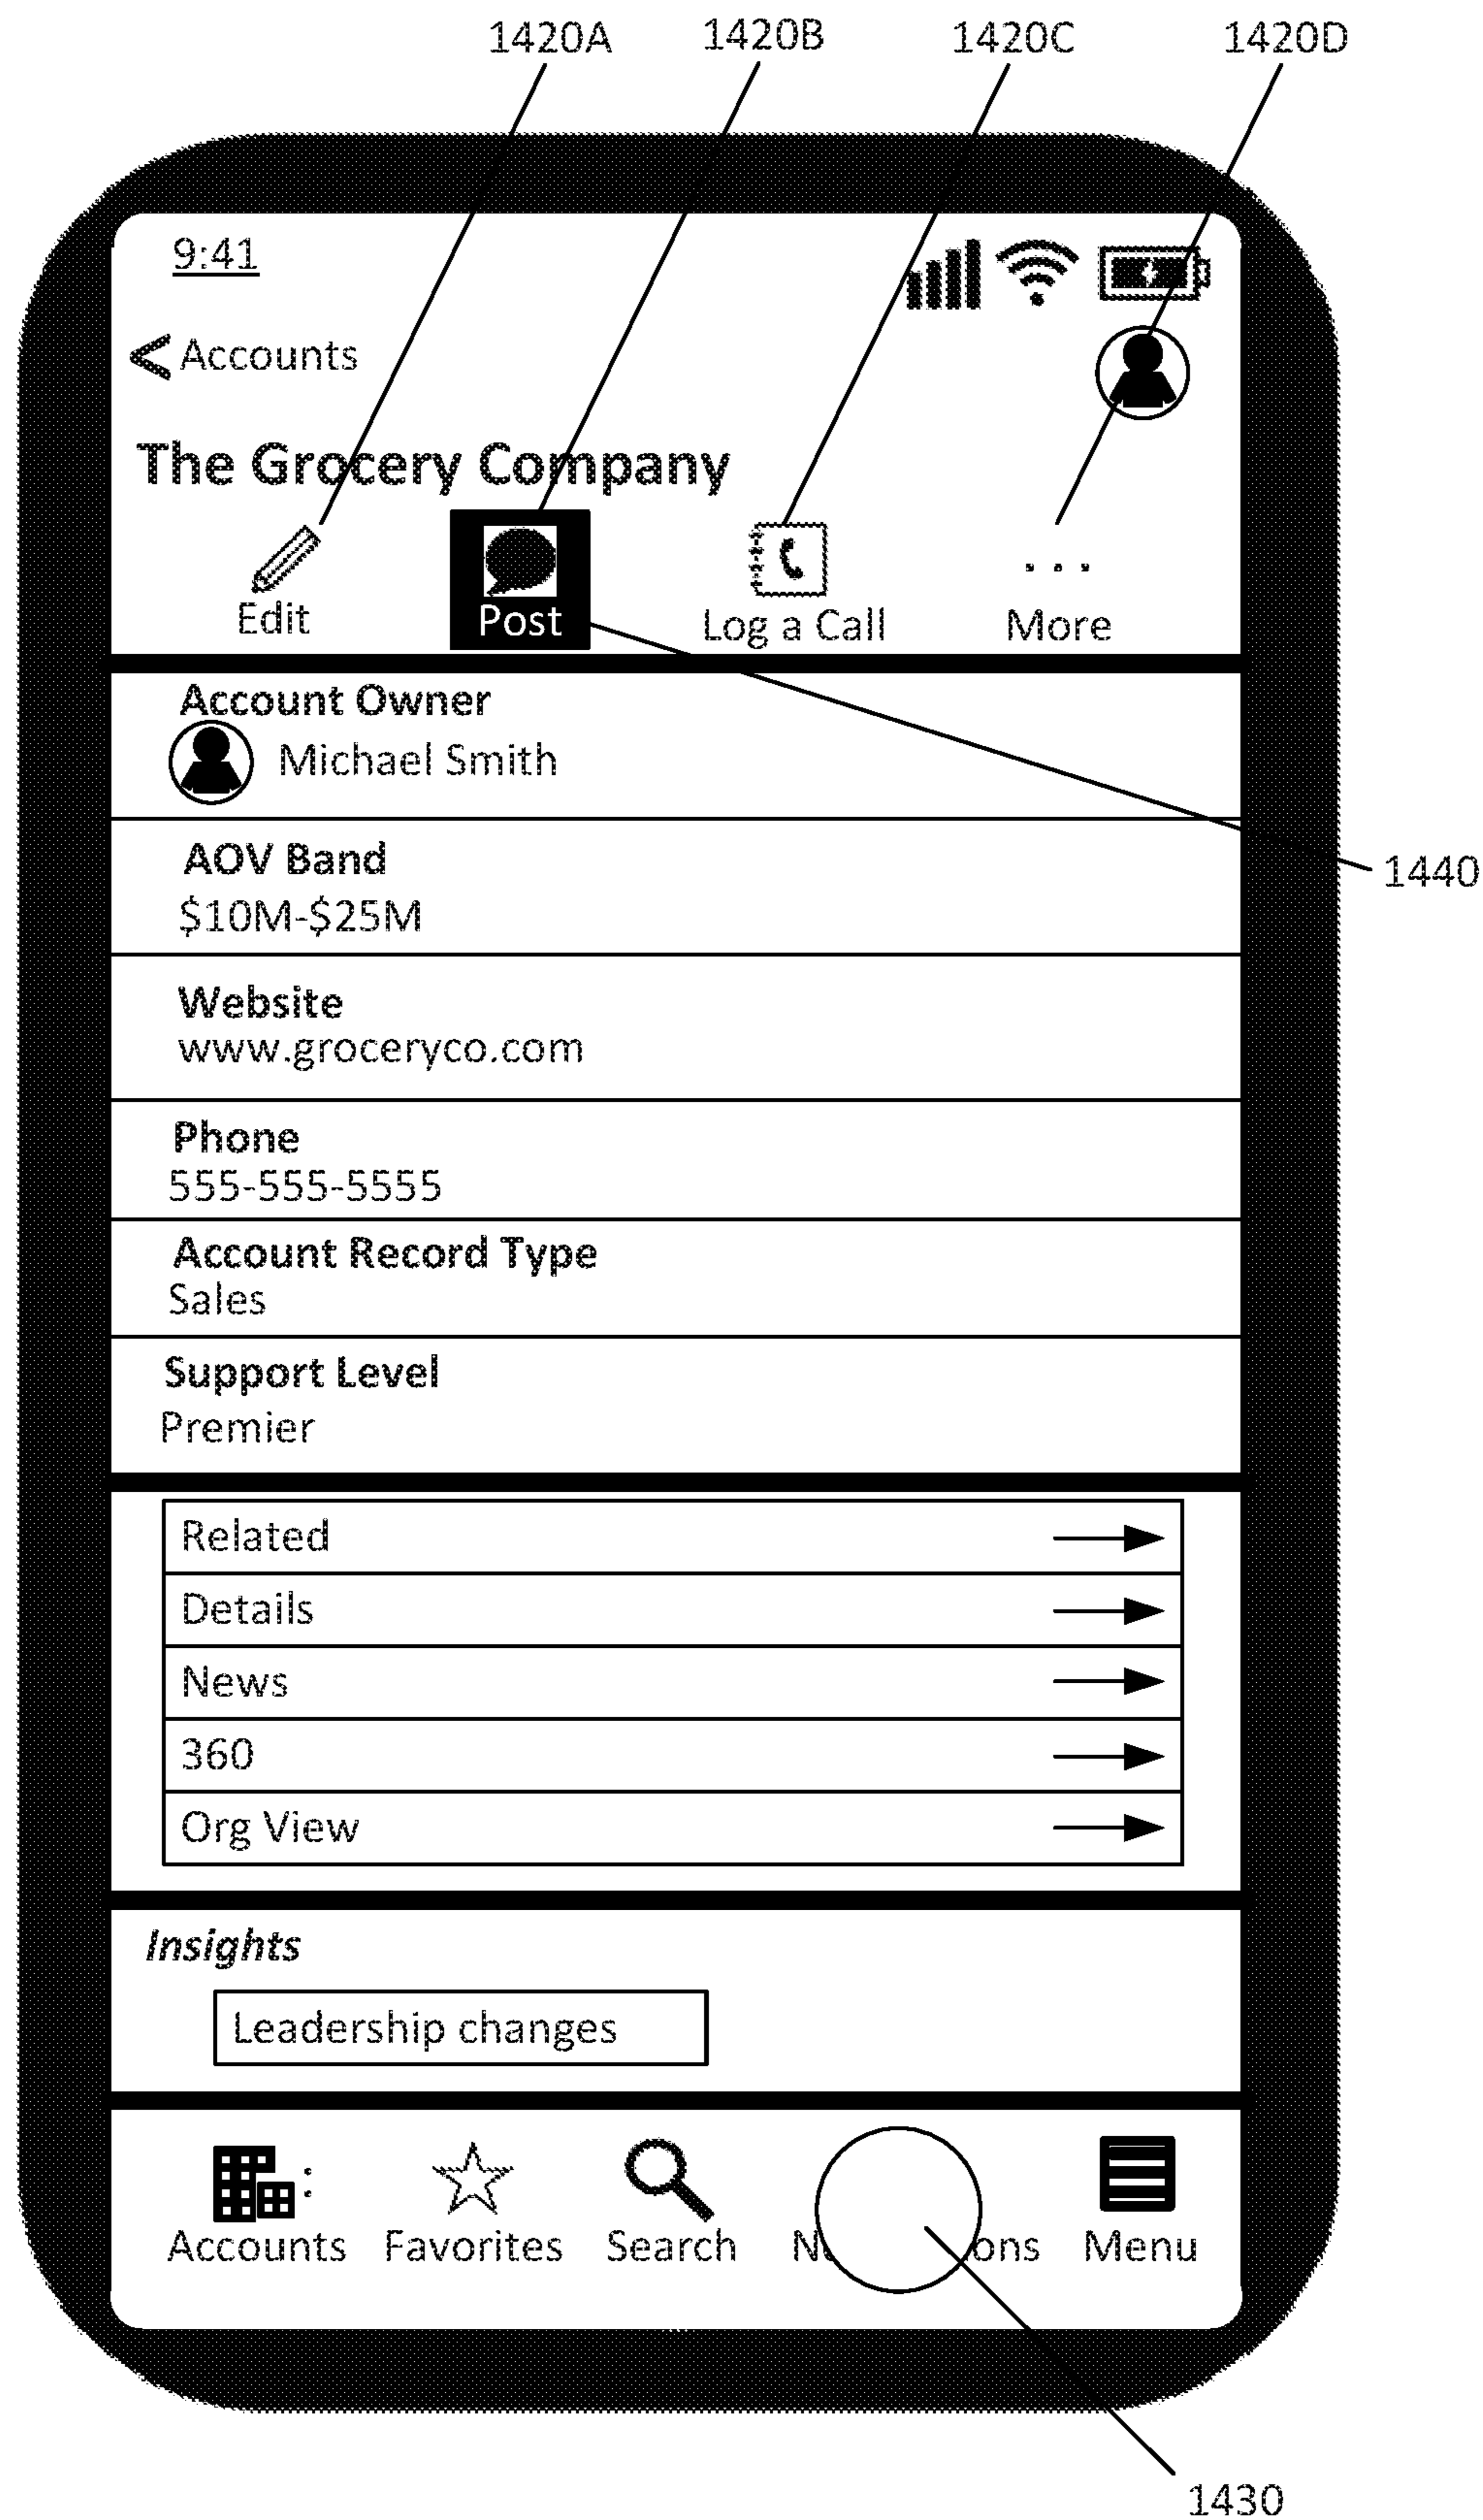 1420A 1420B 1420C 1420D
9:41
Accounts
The Grocery Company
Edit Post Log a Call More
Account Owner
Michael Smith
AOV Band
$10M-$25M
1440
Website
www.groceryco.com
Phone
555-555-5555
Account Record Type
Sales
Support Level
Premier
Related
Details
News
360
Org View
Insights
Leadership changes
Accounts Favorites Search Menu
1430